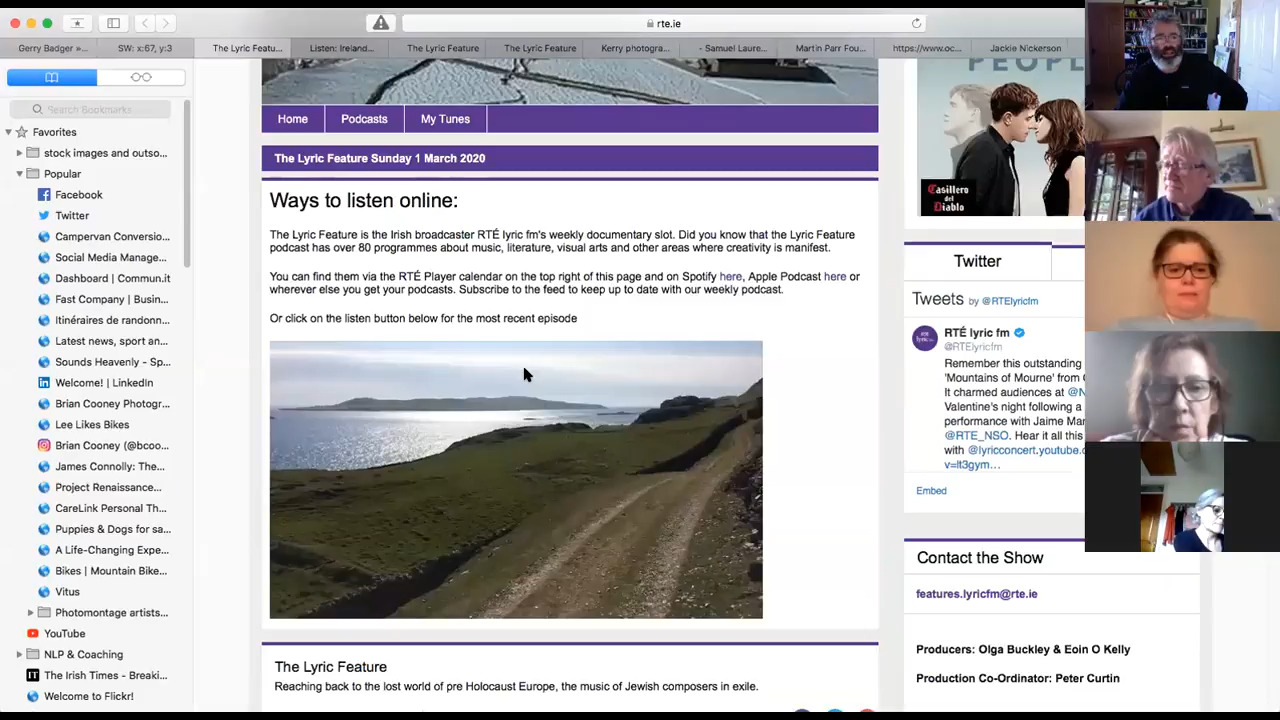 rte.ie
Gerry Badger »...
SW: x:67, y:3
The Lyric Featu...
Listen: Ireland...
The Lyric Feature
The Lyric Feature
Kerry photogra...
- Samuel Laure...
Martin Parr Fou...
https://www.oc...
Jackie Nickerson
Search Bookmarks
Favorites
stock images and outso...
Popular
Facebook
Twitter
Campervan Conversio...
Social Media Manage...
Dashboard | Commun.it
Fast Company | Busin...
Itinéraires de randonn...
Latest news, sport an...
Sounds Heavenly - Sp...
Welcome! | LinkedIn
Brian Cooney Photogr...
Lee Likes Bikes
Brian Cooney (@bcoo...
James Connolly: The...
Project Renaissance...
CareLink Personal Th...
Puppies & Dogs for sa...
A Life-Changing Expe...
Bikes | Mountain Bike...
Vitus
Photomontage artists...
YouTube
NLP & Coaching
The Irish Times - Breaki...
Welcome to Flickr!
Home
Podcasts
My Tunes
The Lyric Feature Sunday 1 March 2020
Ways to listen online:
The Lyric Feature is the Irish broadcaster RTÉ lyric fm's weekly documentary slot. Did you know that the Lyric Feature
podcast has over 80 programmes about music, literature, visual arts and other areas where creativity is manifest.
You can find them via the RTÉ Player calendar on the top right of this page and on Spotify here, Apple Podcast here or
wherever else you get your podcasts. Subscribe to the feed to keep up to date with our weekly podcast.
Or click on the listen button below for the most recent episode
The Lyric Feature
Reaching back to the lost world of pre Holocaust Europe, the music of Jewish composers in exile.
PEOPL
Casillero
del
Diablo
Twitter
Tweets by @RTElyricfm
RTÉ lyric fm
@RTElyricfm
Remember this outstanding
'Mountains of Mourne' from
It charmed audiences at @N
Valentine's night following a
performance with Jaime Mar
@RTE_NSO. Hear it all this
with @lyricconcert.youtube.c
v=lt3gym…
Embed
Contact the Show
features.lyricfm@rte.ie
Producers: Olga Buckley & Eoin O Kelly
Production Co-Ordinator: Peter Curtin